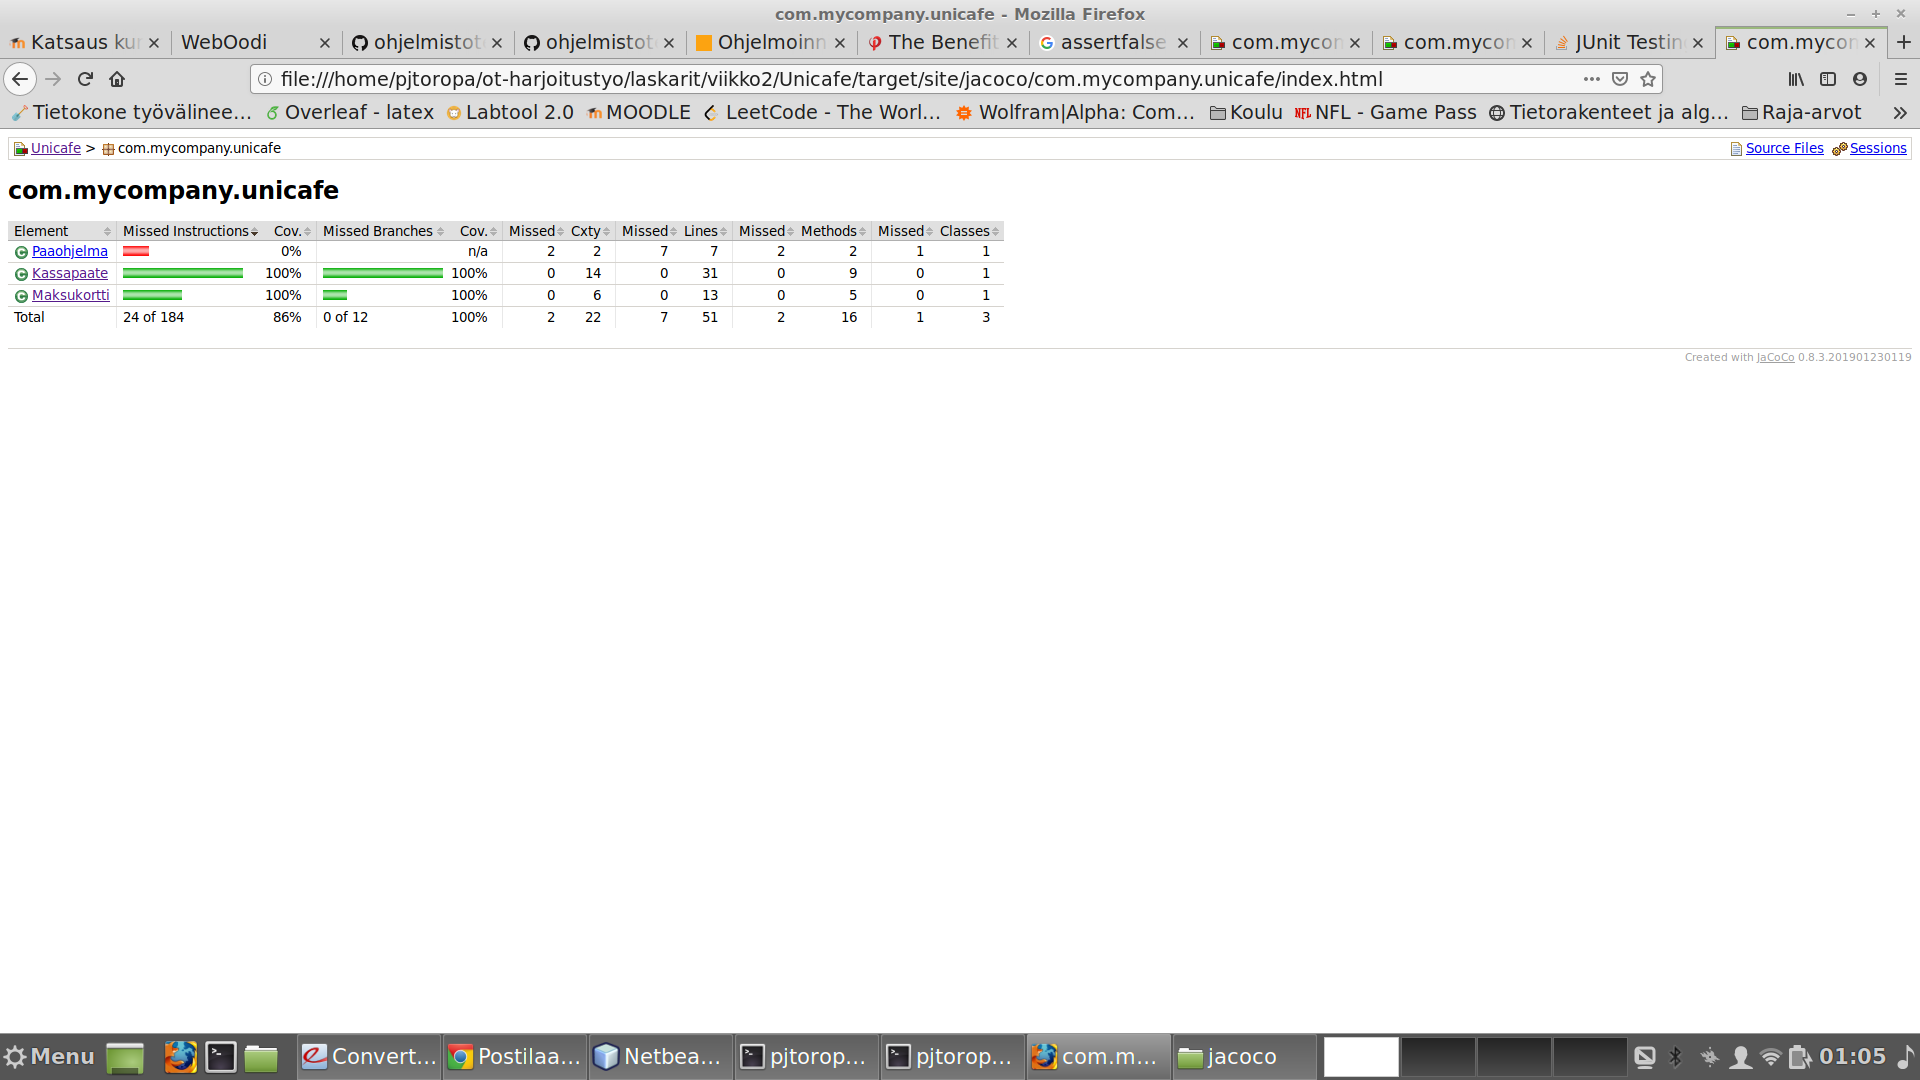 com.mycompany.unicafe - Mozilla Firefox
Katsaus ku WebOodi ohjelmistot ohjelmistot Ohjelmoinn The Benefit assertfalse com.mycon com.mycon JUnit Testin com.mycon
file:///home/pjtoropa/ot-harjoitustyo/laskarit/viikko2/Unicafe/target/site/jacoco/com.mycompany.unicafe/index.html
Tietokone työvälinee... Overleaf - latex Labtool 2.0 MOODLE LeetCode - The Worl... Wolfram|Alpha: Com... Koulu NFL NFL - Game Pass Tietorakenteet ja alg... Raja-arvot
Unicafe > com.mycompany.unicafe Source Files Sessions
com.mycompany.unicafe
Element Missed Instructions Cov. Missed Branches Cov. Missed Cxty Missed Lines Missed Methods Missed Classes
Paaohjelma 0% n/a 2 2 7 7 2 2 1 1
Kassapaate 100% 100% 0 14 0 31 0 9 0 1
Maksukortti 100% 100% 0 6 0 13 0 5 0 1
Total 24 of 184 86% 0 of 12 100% 2 22 7 51 2 16 1 3
Created with JaCoCo 0.8.3.201901230119
Menu Convert... Postilaa... Netbea... pjtorop... pjtorop... com.m... jacoco 01:05